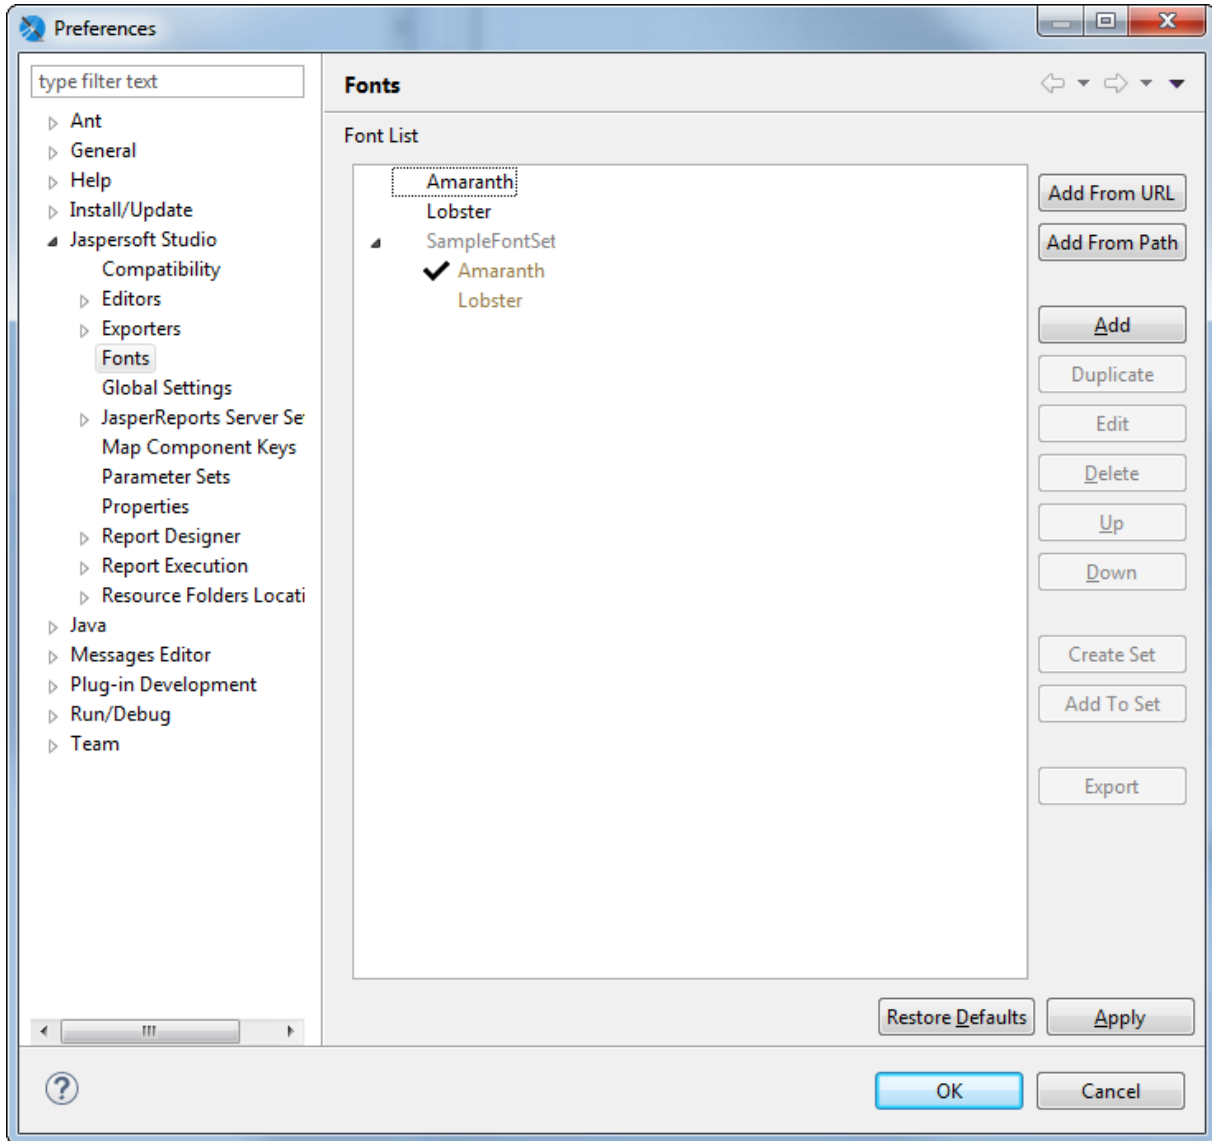 Preferences
type filter text
Ant
General
Help
Install/Update
Jaspersoft Studio
Compatibility
Editors
Exporters
Fonts
Global Settings
JasperReports Server Se
Map Component Keys
Parameter Sets
Properties
Report Designer
Report Execution
Resource Folders Locati
Java
Messages Editor
Plug-in Development
Run/Debug
Team
Fonts
Font List
Amaranth
Lobster
SampleFontSet
Amaranth
Lobster
Add From URL
Add From Path
Add
Duplicate
Edit
Delete
Up
Down
Create Set
Add To Set
Export
Restore Defaults
Apply
OK
Cancel